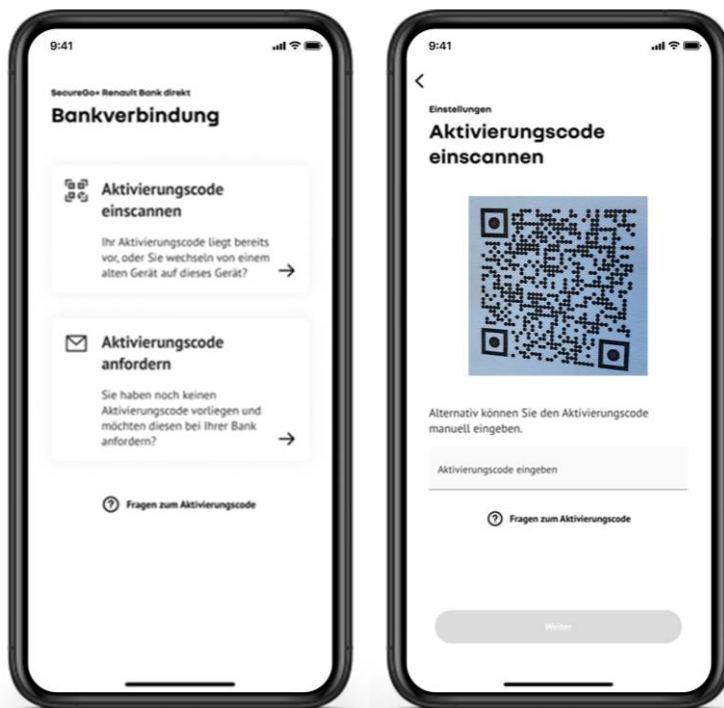 9:41
SecureGo+ Renault Bank direkt
Bankverbindung
Aktivierungscode
einscannen
Ihr Aktivierungscode liegt bereits
vor, oder Sie wechseln von einem
alten Gerät auf dieses Gerät?
Aktivierungscode
anfordern
Sie haben noch keinen
Aktivierungscode vorliegen und
möchten diesen bei Ihrer Bank
anfordern?
Fragen zum Aktivierungscode
9:41
Einstellungen
Aktivierungscode
einscannen
Alternativ können Sie den Aktivierungscode
manuell eingeben.
Aktivierungscode eingeben
Fragen zum Aktivierungscode
Weiter